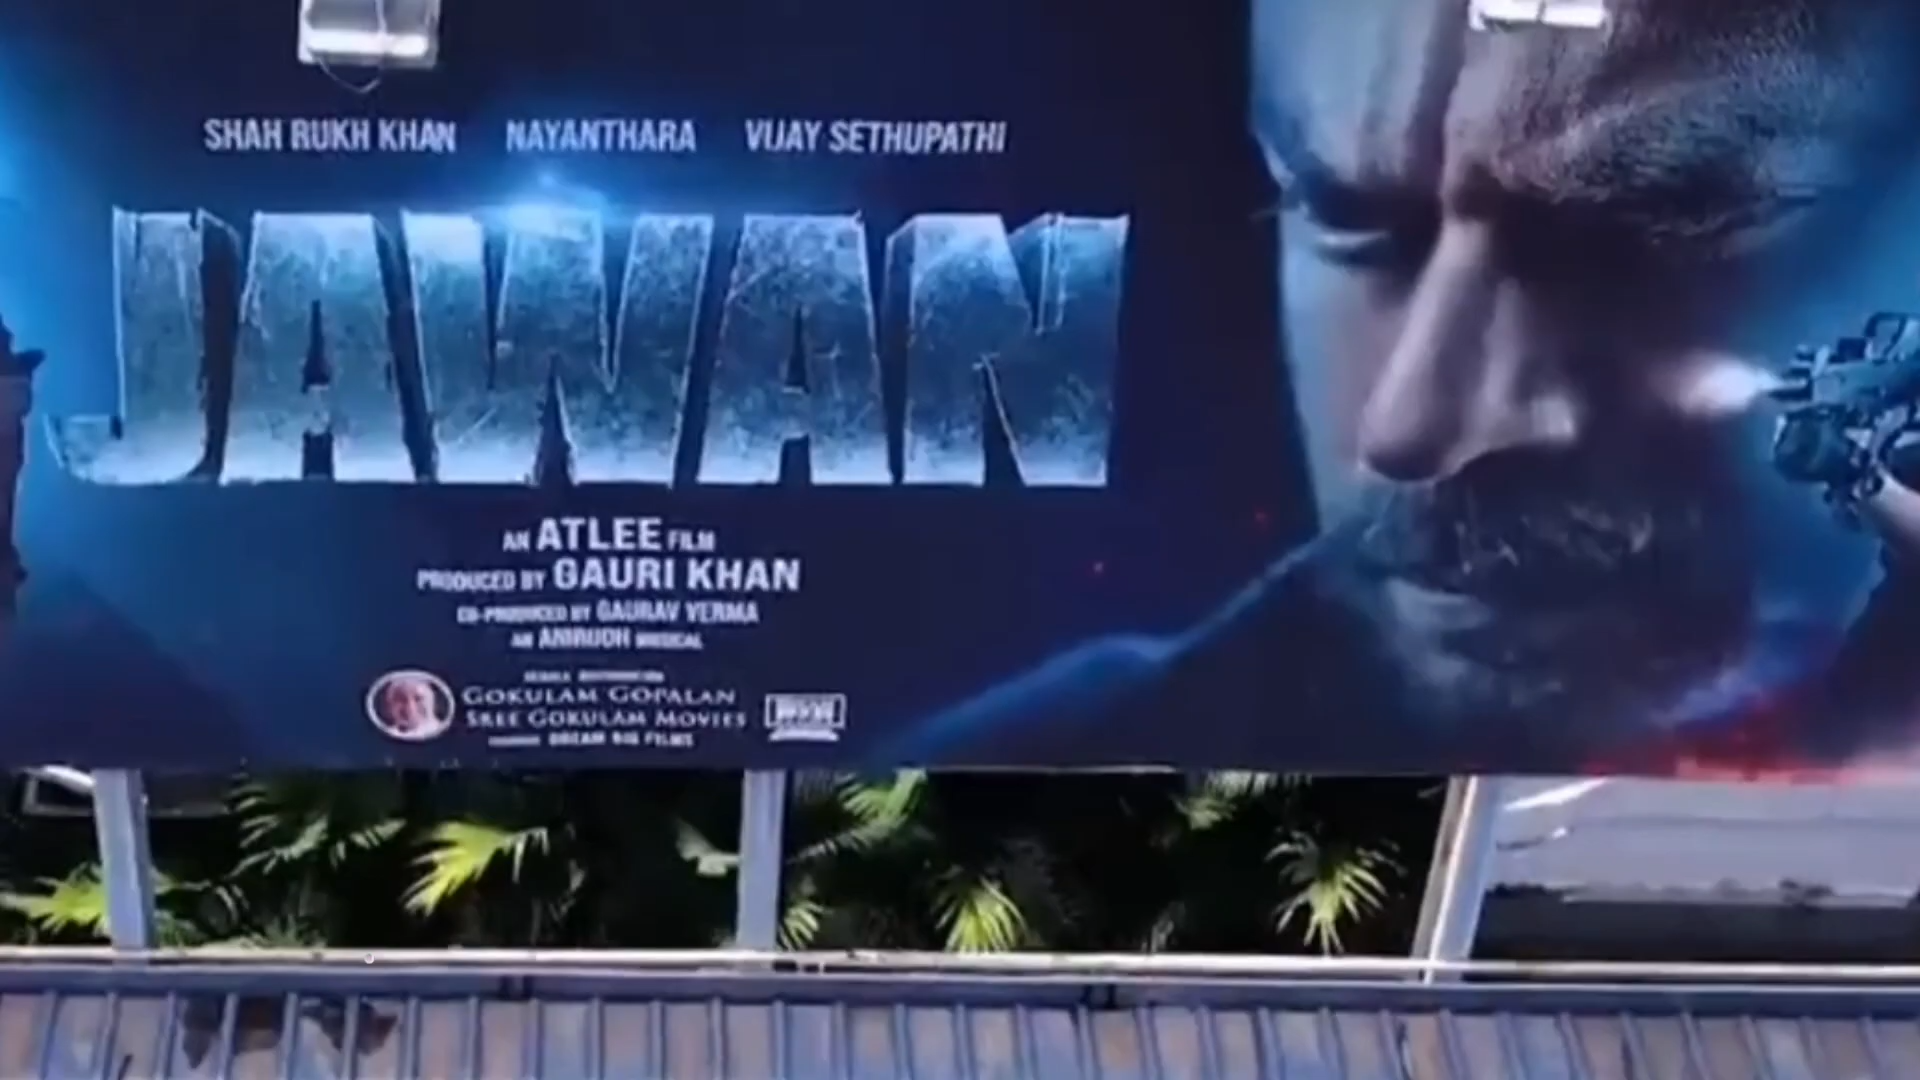 SHAH RUKH KHAN NAYANTHARA VIJAY SETHUPATHI
JAWAN
AN ATLEE FILM
PRODUCED BY GAURI KHAN
CO-PRODUCED BY GAURAV VERMA
AN ANIRUDH MUSICAL
GOKULAM GOPALAN
SREE GOKULAM MOVIES
DREAM BIG FILMS